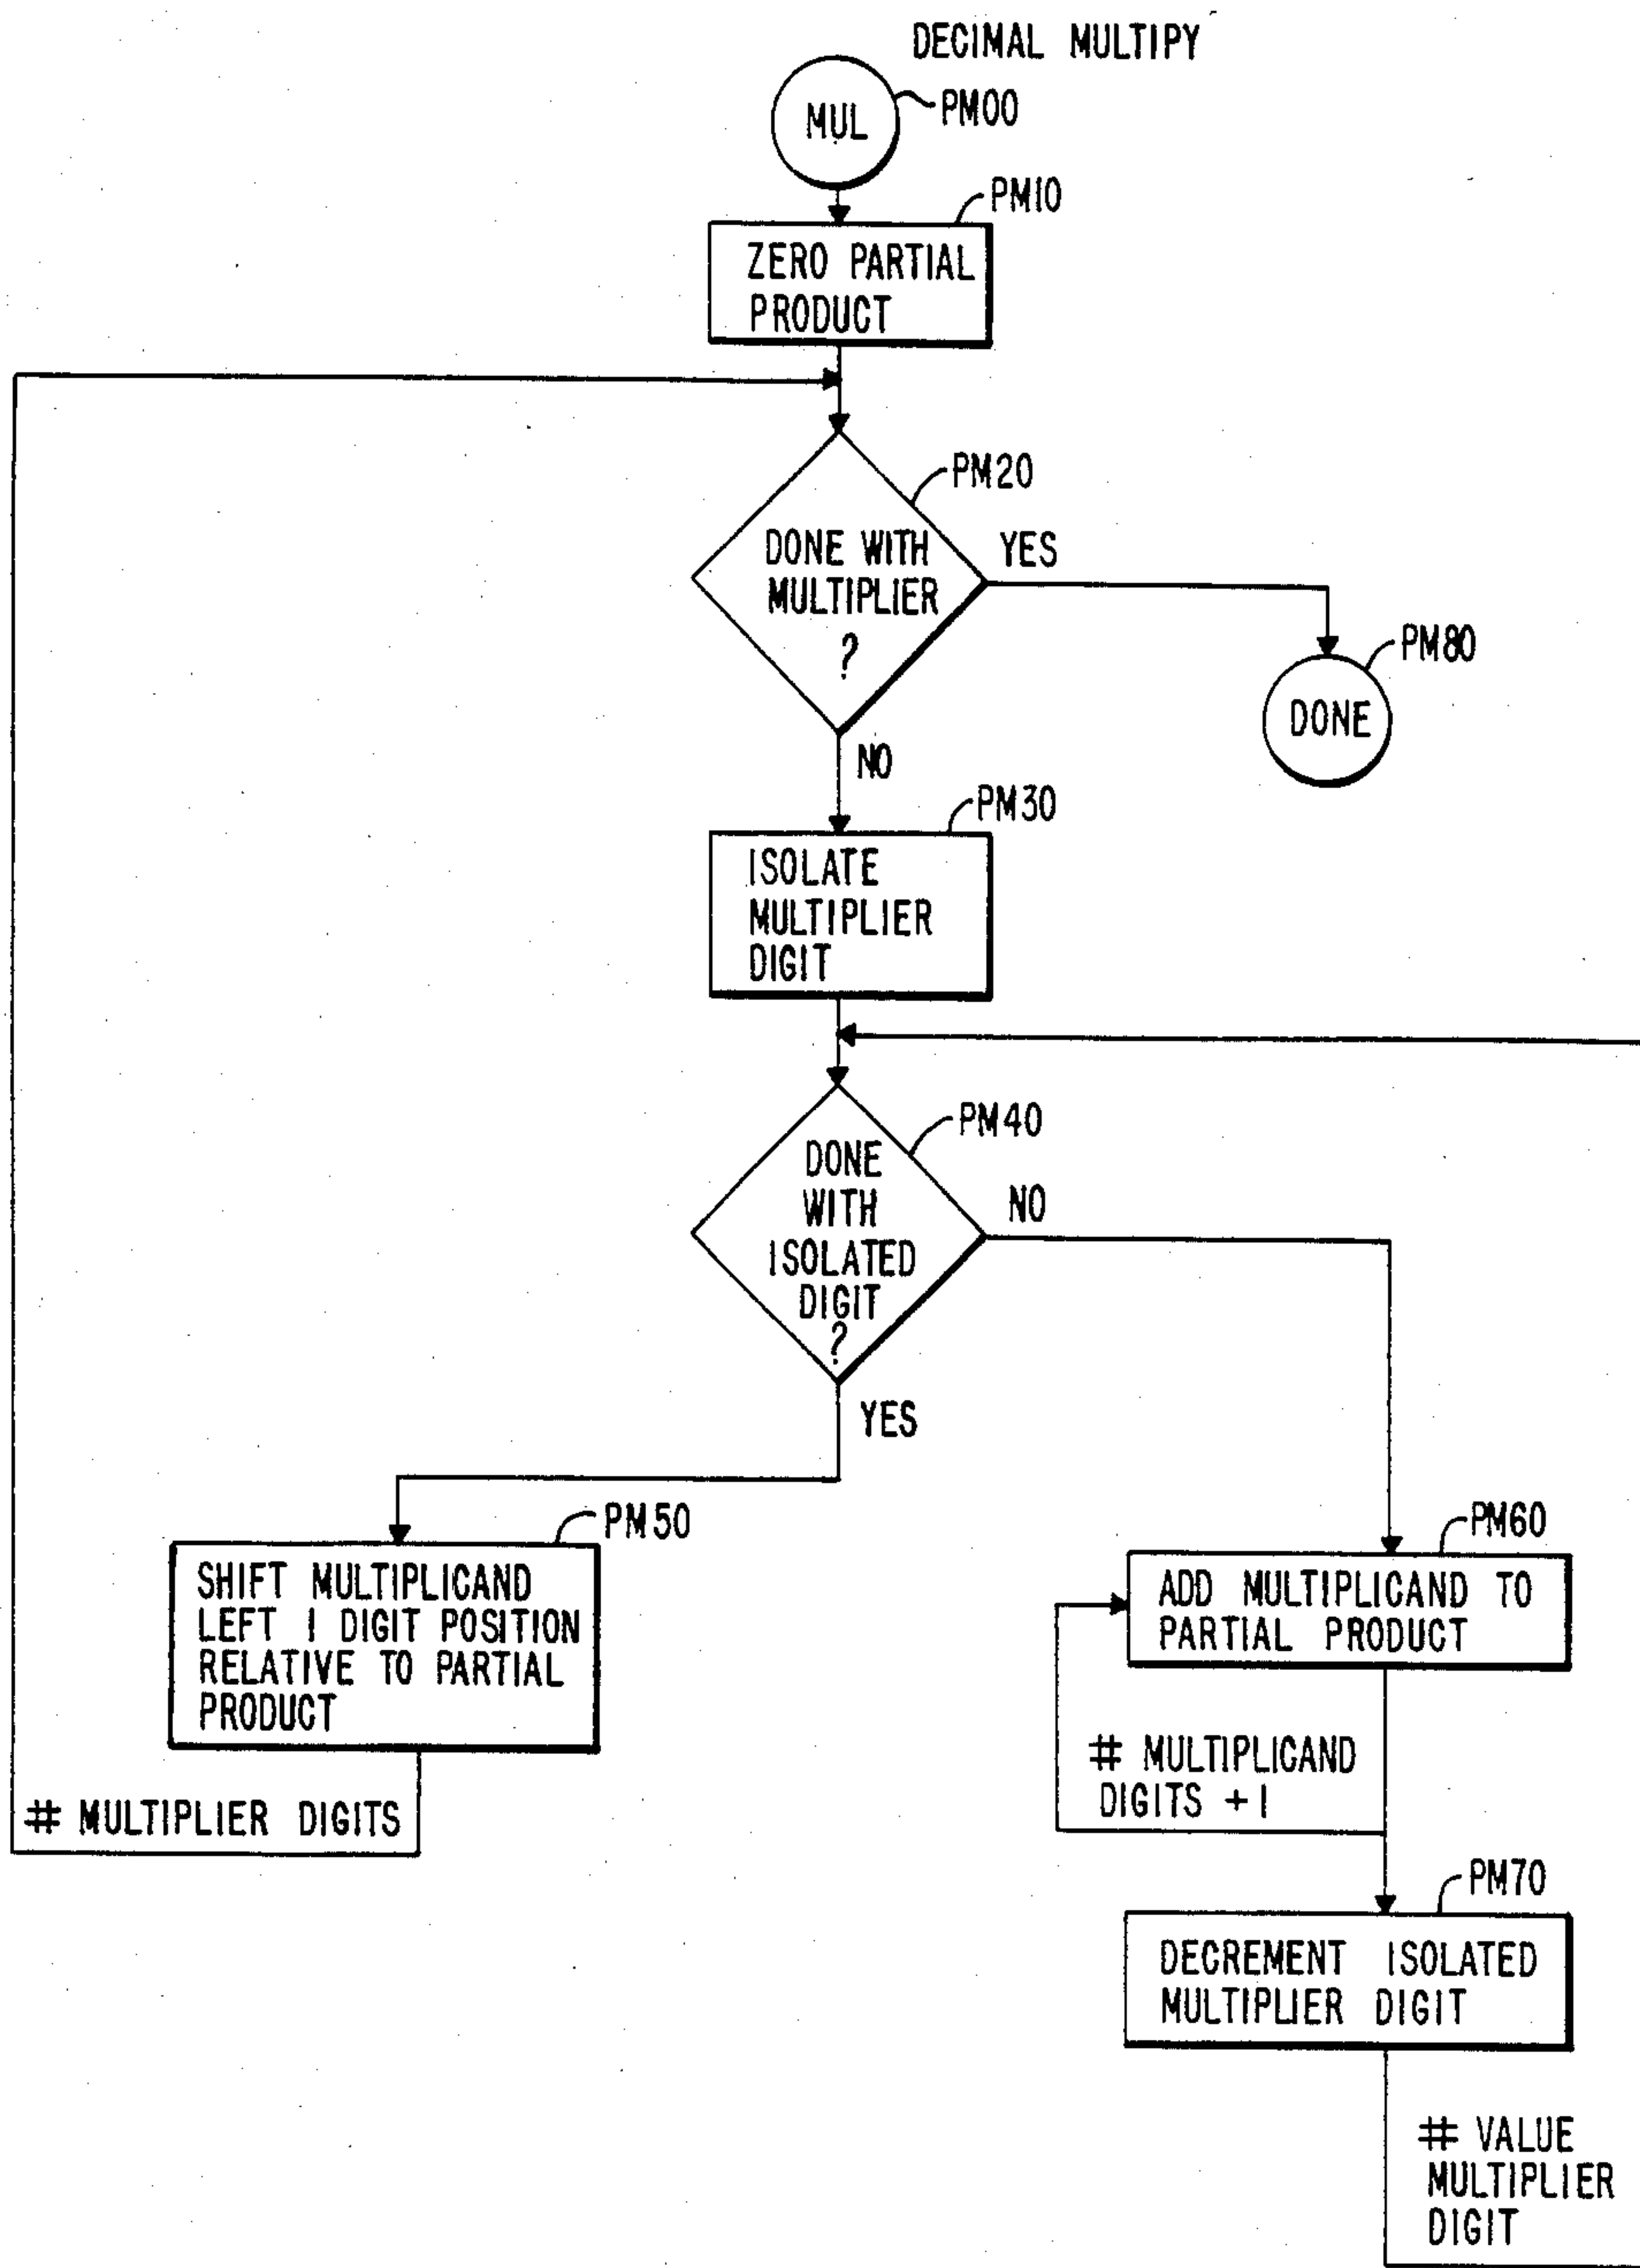 DECIMAL MULTIPY
MUL
PM00
PM10
ZERO PARTIAL
PRODUCT
PM20
DONE WITH
MULTIPLIER
?
YES
PM80
DONE
NO
PM30
ISOLATE
MULTIPLIER
DIGIT
PM40
DONE
WITH
ISOLATED
DIGIT
?
NO
YES
PM50
SHIFT MULTIPLICAND
LEFT 1 DIGIT POSITION
RELATIVE TO PARTIAL
PRODUCT
# MULTIPLIER DIGITS
PM60
ADD MULTIPLICAND TO
PARTIAL PRODUCT
# MULTIPLICAND
DIGITS +1
PM70
DECREMENT ISOLATED
MULTIPLIER DIGIT
# VALUE
MULTIPLIER
DIGIT